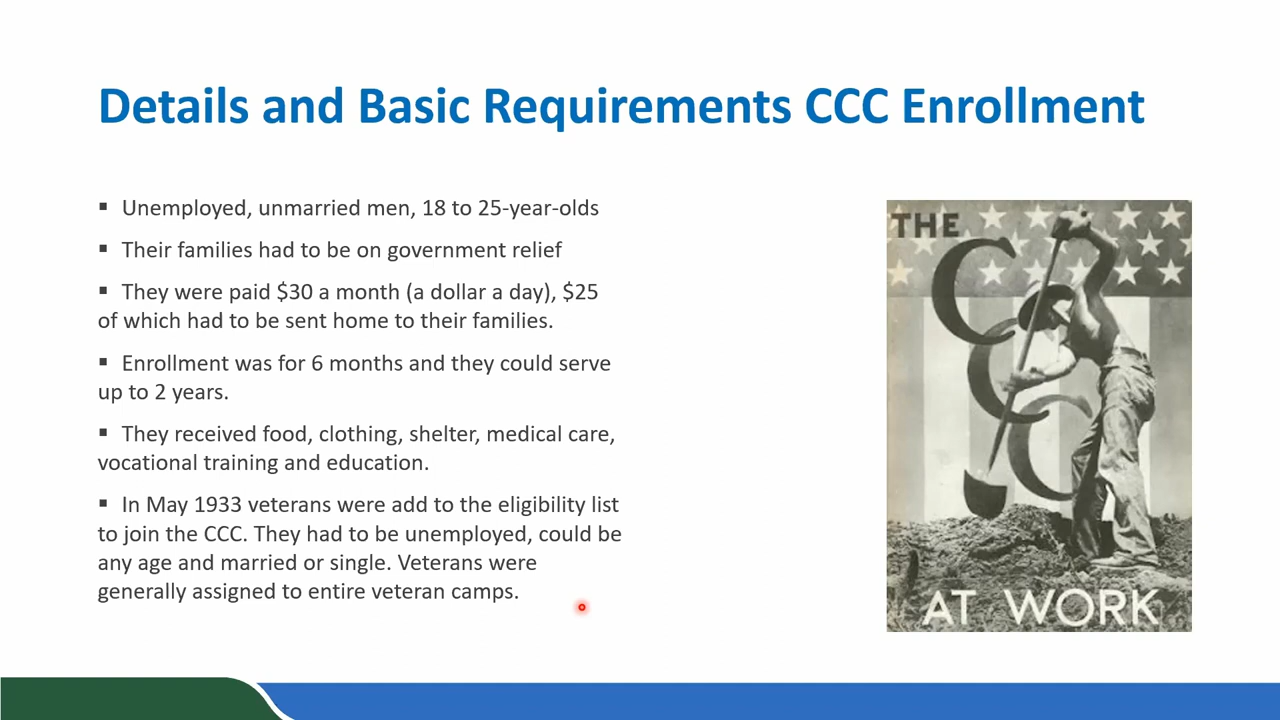 Details and Basic Requirements CCC Enrollment
▪ Unemployed, unmarried men, 18 to 25-year-olds
▪ Their families had to be on government relief
▪ They were paid $30 a month (a dollar a day), $25
of which had to be sent home to their families.
▪ Enrollment was for 6 months and they could serve
up to 2 years.
▪ They received food, clothing, shelter, medical care,
vocational training and education.
▪ In May 1933 veterans were add to the eligibility list
to join the CCC. They had to be unemployed, could be
any age and married or single. Veterans were
generally assigned to entire veteran camps.
THE
CCC
AT WORK